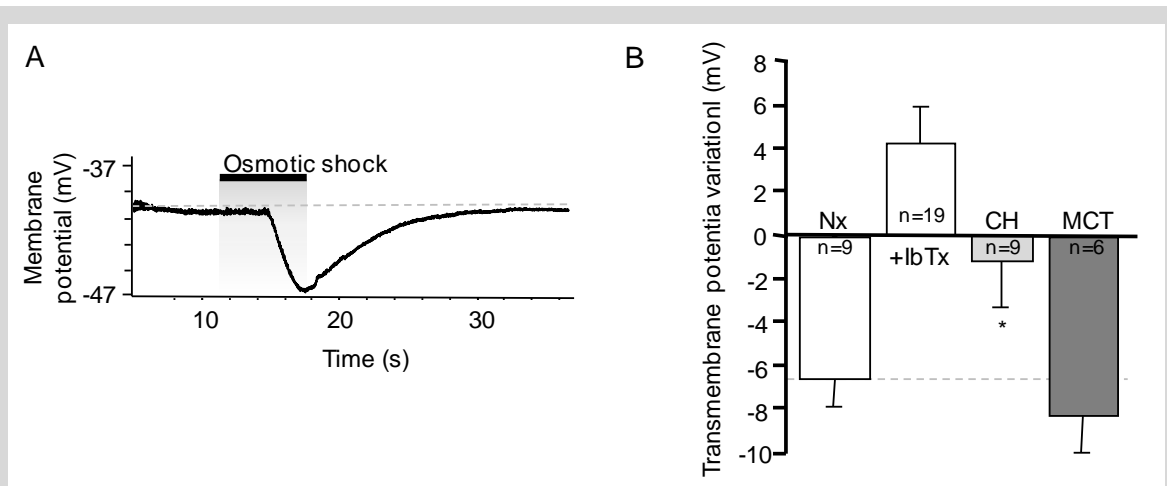 A
Membrane
potential (mV)
-37
-47
Osmotic shock
10 20 30
Time (s)
B
Transmembrane potentia variationl (mV)
8
6
4
2
0
-2
-4
-6
-8
-10
Nx
n=9
n=19
+IbTx
CH
n=9
*
MCT
n=6